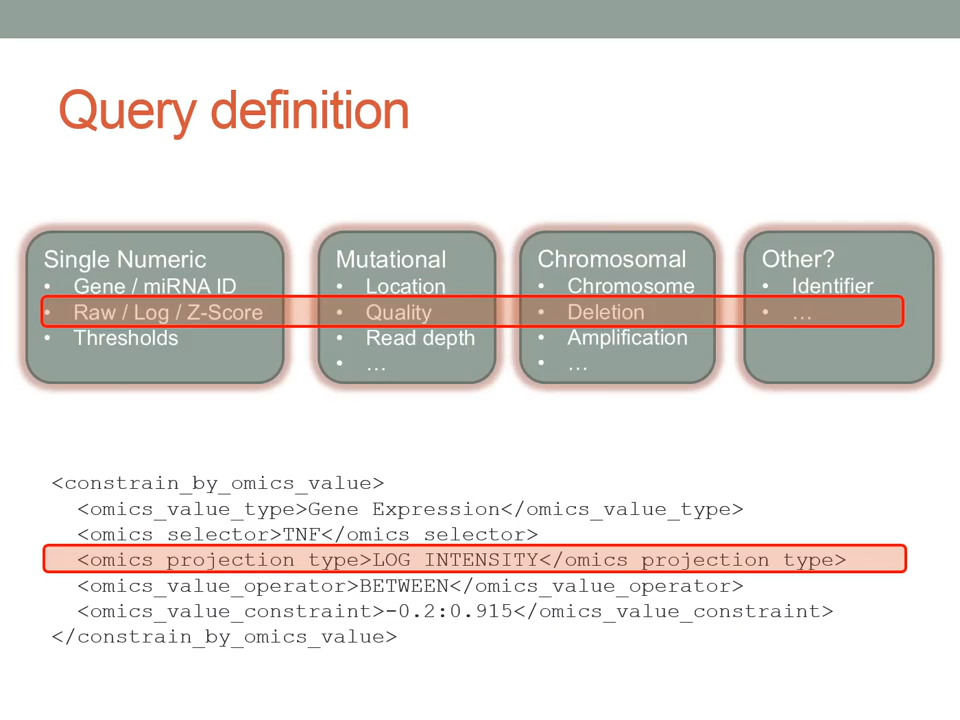 Query definition
Single Numeric
• Gene / miRNA ID
• Raw / Log / Z-Score
• Thresholds
Mutational
• Location
• Quality
• Read depth
• …
Chromosomal
• Chromosome
• Deletion
• Amplification
• …
Other?
• Identifier
• …
<constrain_by_omics_value>
<omics_value_type>Gene Expression</omics_value_type>
<omics_selector>TNF</omics_selector>
<omics_projection_type>LOG_INTENSITY</omics_projection_type>
<omics_value_operator>BETWEEN</omics_value_operator>
<omics_value_constraint>-0.2:0.915</omics_value_constraint>
</constrain_by_omics_value>